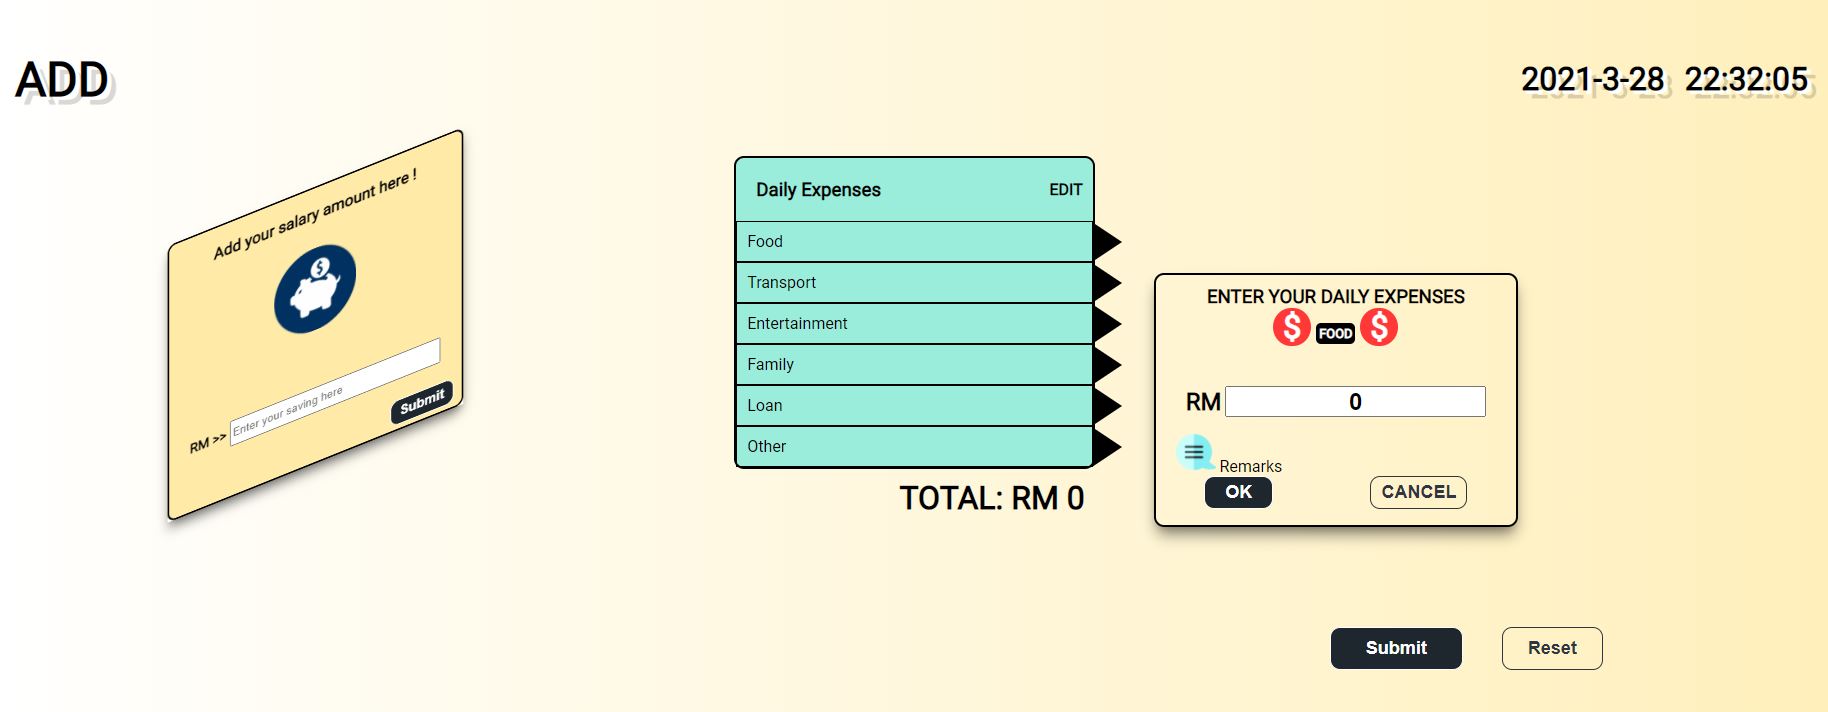 ADD
2021-3-28 22:32:05
Add your salary amount here !
$
RM >> Enter your saving here
Submit
Daily Expenses EDIT
Food
Transport
Entertainment
Family
Loan
Other
TOTAL: RM 0
ENTER YOUR DAILY EXPENSES
$ FOOD $
RM 0
Remarks
OK CANCEL
Submit Reset